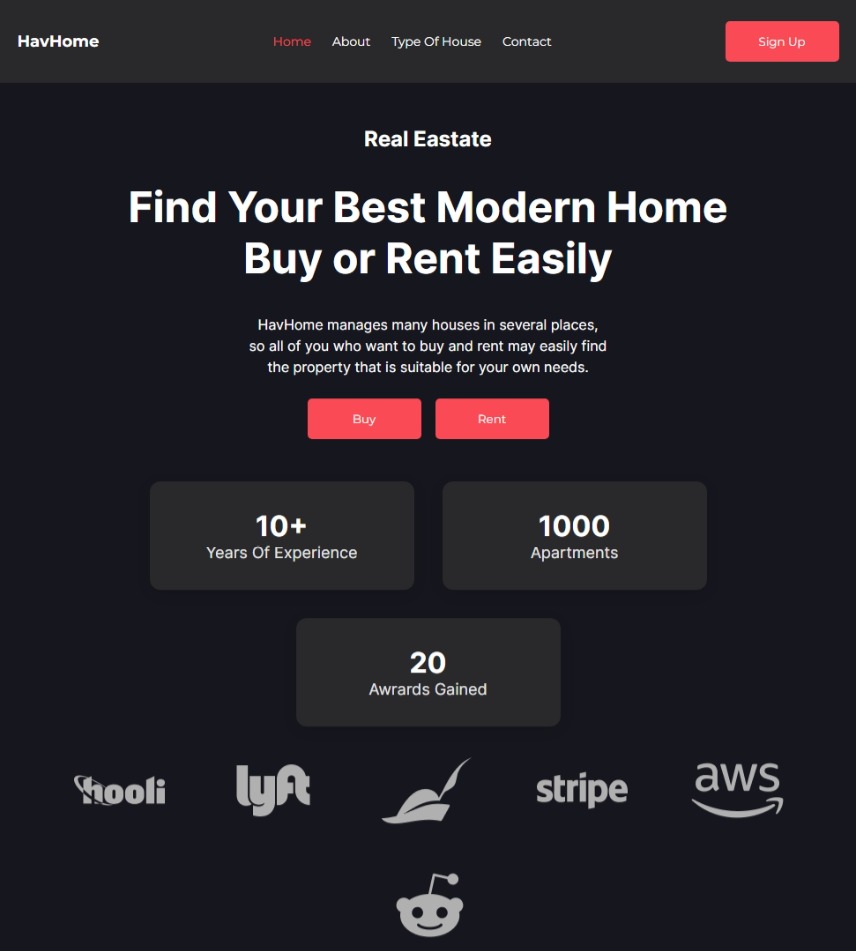 HavHome
Home About Type Of House Contact
Sign Up
Real Eastate
Find Your Best Modern Home
Buy or Rent Easily
HavHome manages many houses in several places,
so all of you who want to buy and rent may easily find
the property that is suitable for your own needs.
Buy Rent
10+
Years Of Experience
1000
Apartments
20
Awrards Gained
hooli lyft stripe aws